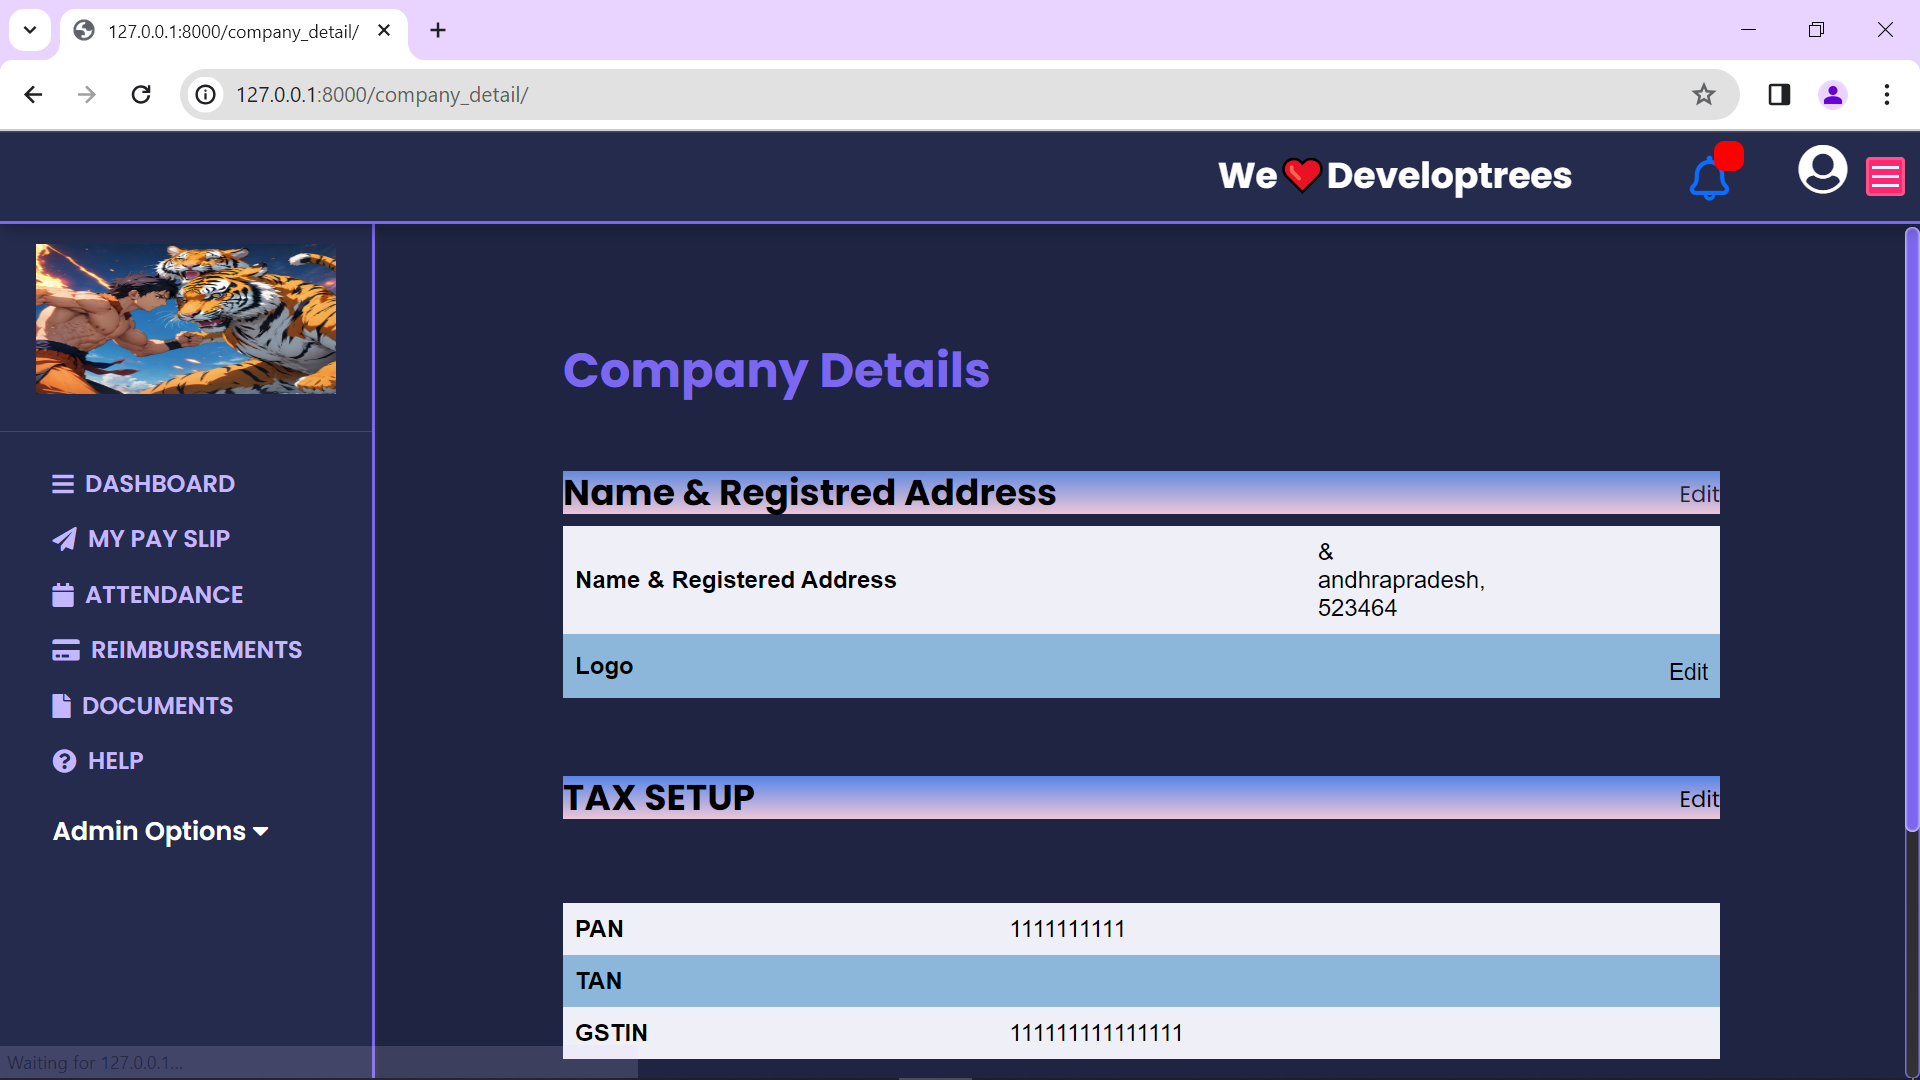 127.0.0.1:8000/company_detail/
127.0.0.1:8000/company_detail/
We Developtrees
DASHBOARD
MY PAY SLIP
ATTENDANCE
REIMBURSEMENTS
DOCUMENTS
HELP
Admin Options
Company Details
Name & Registred Address Edit
Name & Registered Address
&
andhrapradesh,
523464
Logo Edit
TAX SETUP Edit
PAN 1111111111
TAN
GSTIN 111111111111111
Waiting for 127.0.0.1...